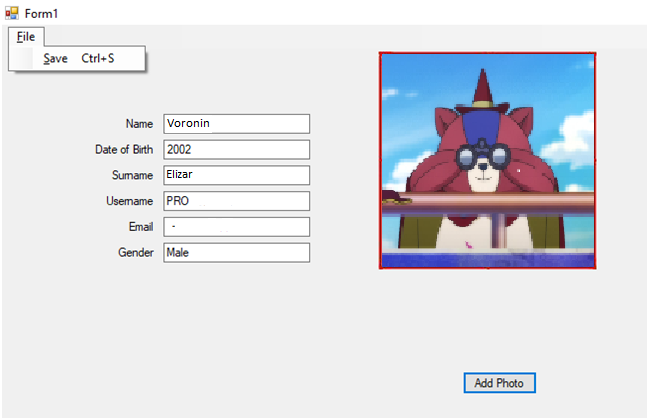 Form1
File
Save Ctrl+S
Name Voronin
Date of Birth 2002
Surname Elizar
Username PRO
Email -
Gender Male
Add Photo